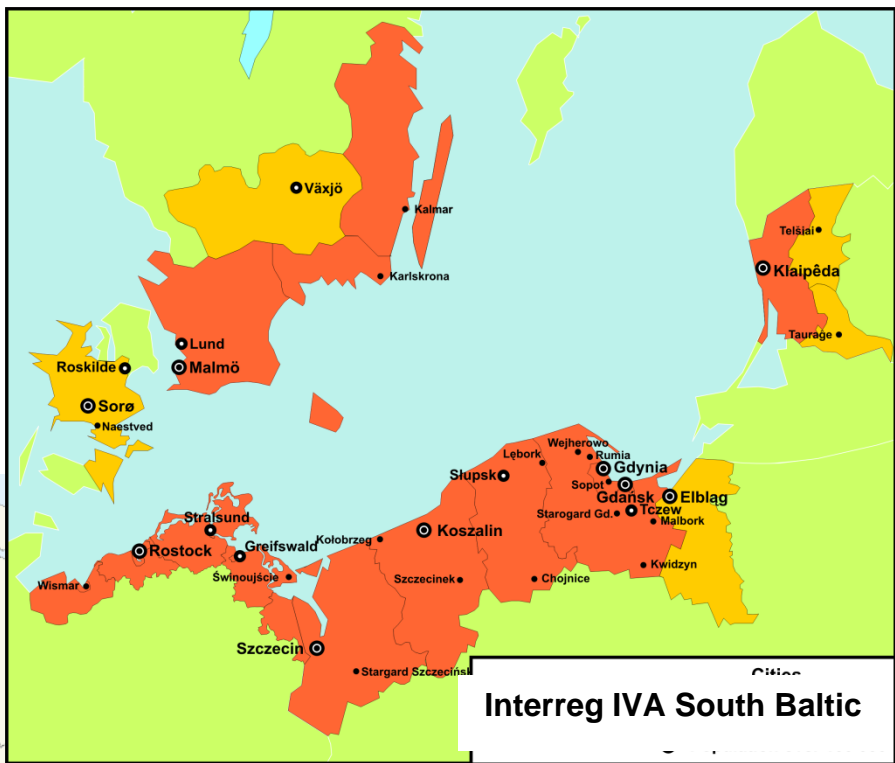 Växjö
Kalmar
Karlskrona
Telšiai
Klaipêda
Taurage
Lund
Malmö
Roskilde
Sorø
Naestved
Wejherowo
Rumia
Lębork
Gdynia
Słupsk
Sopot
Gdańsk
Elbląg
Tczew
Starogard Gd.
Malbork
Stralsund
Koszalin
Rostock
Greifswald
Kołobrzeg
Kwidzyn
Wismar
Świnoujście
Szczecinek
Chojnice
Szczecin
Stargard Szczecińsk
Cities
Interreg IVA South Baltic